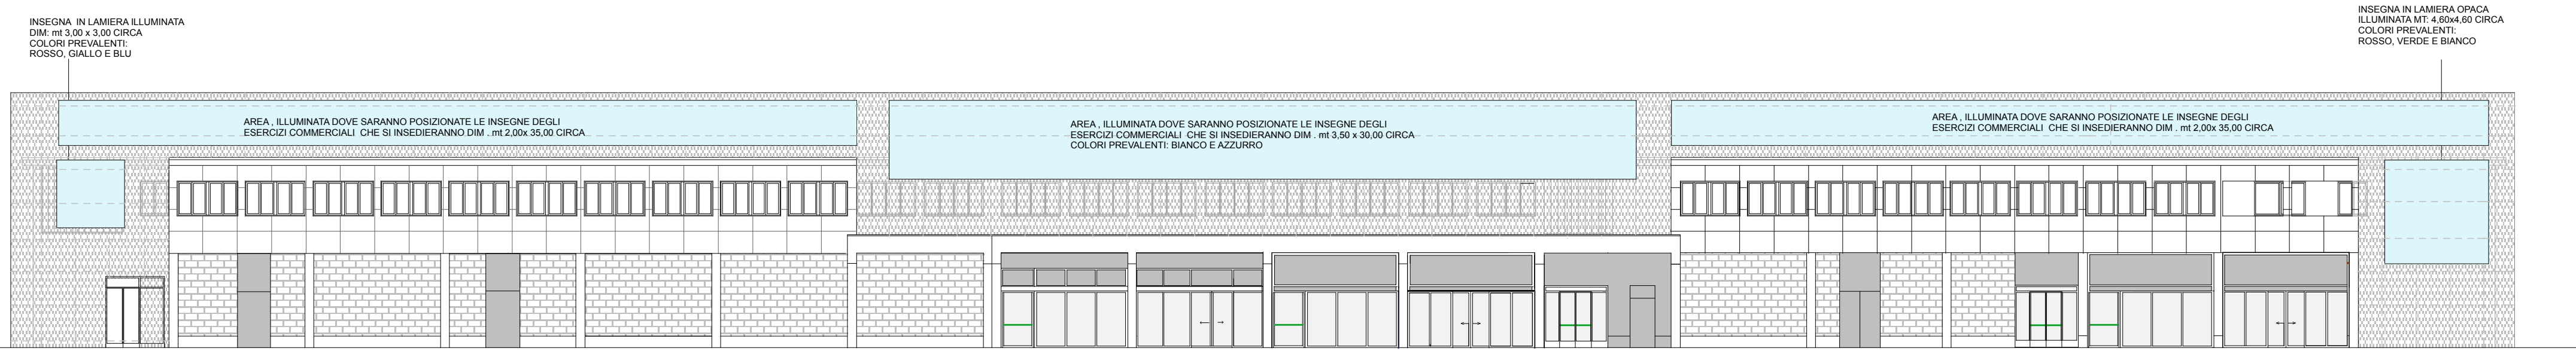 INSEGNA IN LAMIERA ILLUMINATA
DIM: mt 3,00 x 3,00 CIRCA
COLORI PREVALENTI:
ROSSO, GIALLO E BLU
INSEGNA IN LAMIERA OPACA
ILLUMINATA MT: 4,60x4,60 CIRCA
COLORI PREVALENTI:
ROSSO, VERDE E BIANCO
AREA , ILLUMINATA DOVE SARANNO POSIZIONATE LE INSEGNE DEGLI
ESERCIZI COMMERCIALI CHE SI INSEDIERANNO DIM . mt 2,00x 35,00 CIRCA
AREA , ILLUMINATA DOVE SARANNO POSIZIONATE LE INSEGNE DEGLI
ESERCIZI COMMERCIALI CHE SI INSEDIERANNO DIM . mt 3,50 x 30,00 CIRCA
COLORI PREVALENTI: BIANCO E AZZURRO
AREA , ILLUMINATA DOVE SARANNO POSIZIONATE LE INSEGNE DEGLI
ESERCIZI COMMERCIALI CHE SI INSEDIERANNO DIM . mt 2,00x 35,00 CIRCA